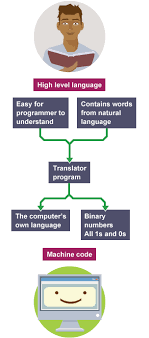 High level language
Easy for
programmer to
understand
Contains words
from natural
language
Translator
program
The computer's
own language
Binary
numbers
All 1s and 0s
Machine code